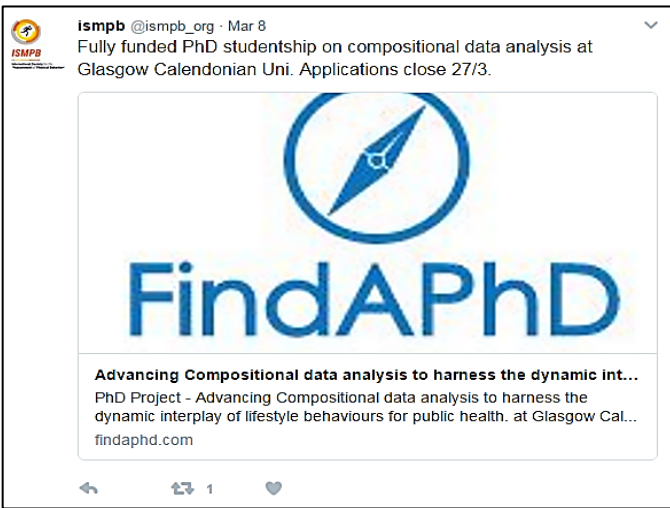 ismpb @ismpb_org · Mar 8
Fully funded PhD studentship on compositional data analysis at
Glasgow Calendonian Uni. Applications close 27/3.
ISMPB
FindAPhD
Advancing Compositional data analysis to harness the dynamic int...
PhD Project - Advancing Compositional data analysis to harness the
dynamic interplay of lifestyle behaviours for public health. at Glasgow Cal...
findaphd.com
1